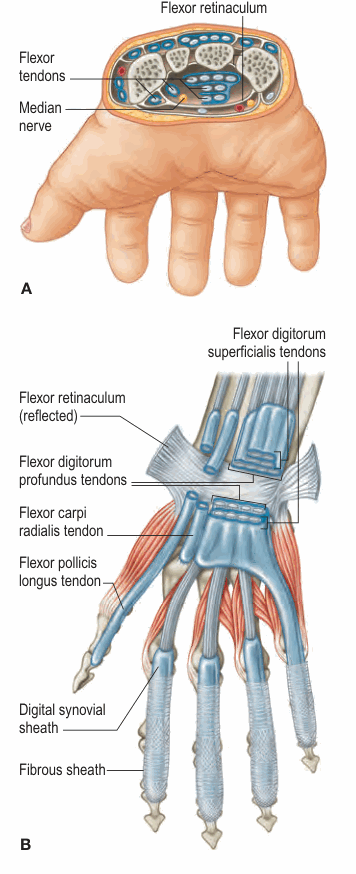 Flexor retinaculum
Flexor
tendons
Median
nerve
A
Flexor digitorum
superficialis tendons
Flexor retinaculum
(reflected)
Flexor digitorum
profundus tendons
Flexor carpi
radialis tendon
Flexor pollicis
longus tendon
Digital synovial
sheath
Fibrous sheath
B